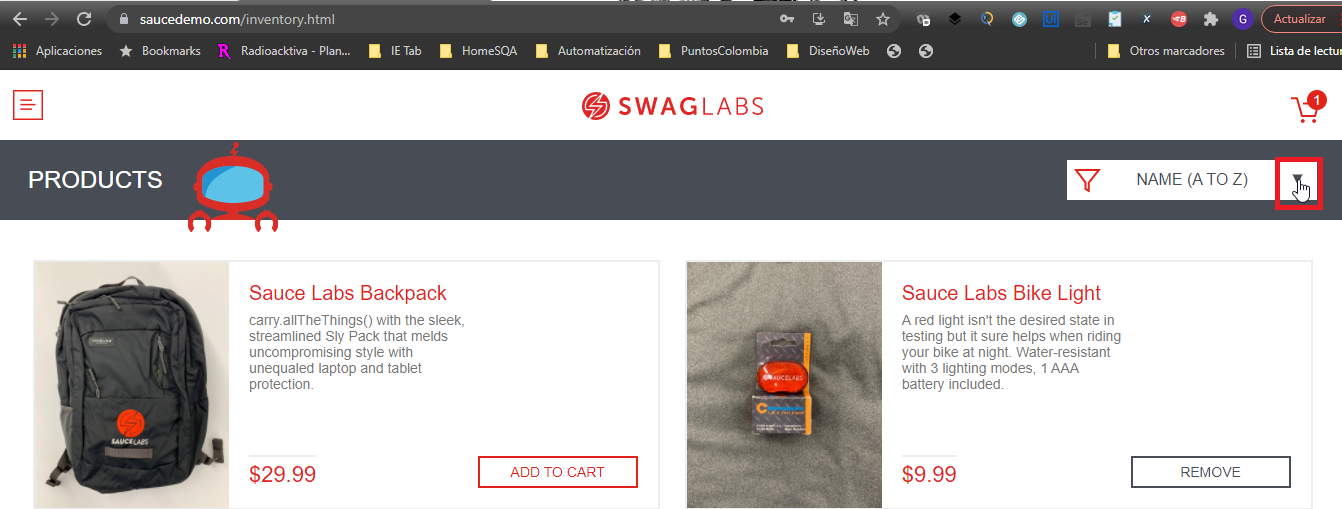 saucedemo.com/inventory.html
G
Actualizar
Aplicaciones
Bookmarks
Radioacktiva - Plan...
IE Tab
HomeSQA
Automatización
PuntosColombia
DiseñoWeb
Otros marcadores
Lista de lectur
SWAGLABS
1
PRODUCTS
NAME (A TO Z)
Sauce Labs Backpack
carry.allTheThings() with the sleek,
streamlined Sly Pack that melds
uncompromising style with
unequaled laptop and tablet
protection.
$29.99
ADD TO CART
SAUCELABS
Sauce Labs Bike Light
A red light isn't the desired state in
testing but it sure helps when riding
your bike at night. Water-resistant
with 3 lighting modes, 1 AAA
battery included.
$9.99
REMOVE
SAUCELABS